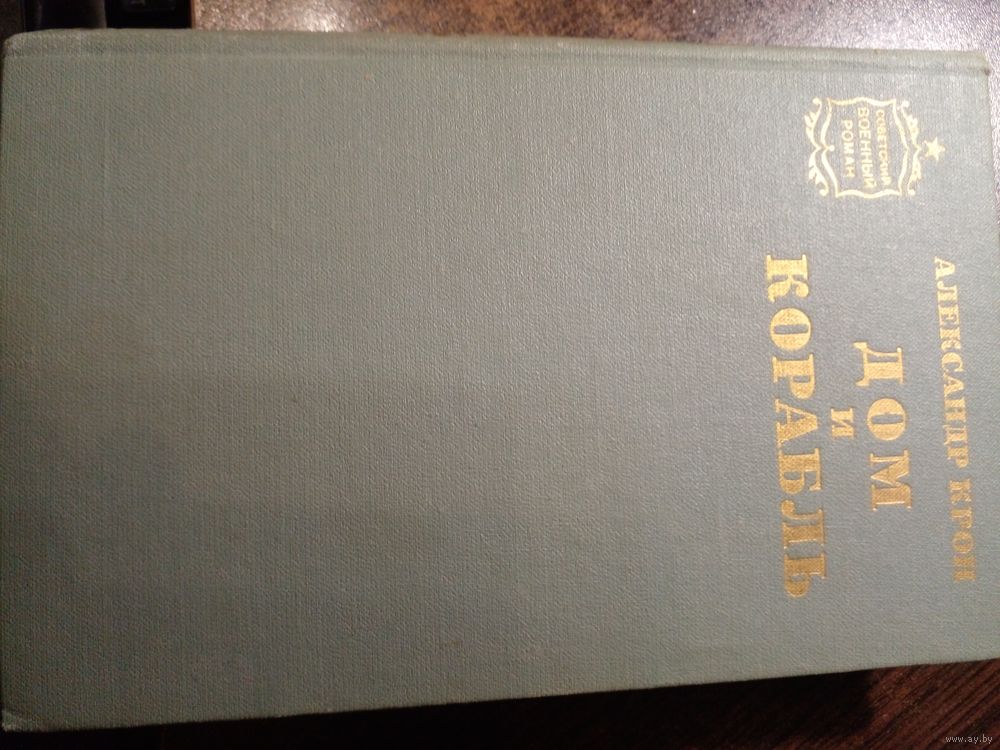 АЛЕКСАНДР КРОН
ДОМ
И
КОРАБЛЬ
СОВЕТСКИЙ
ВОЕННЫЙ
РОМАН
www.ay.by